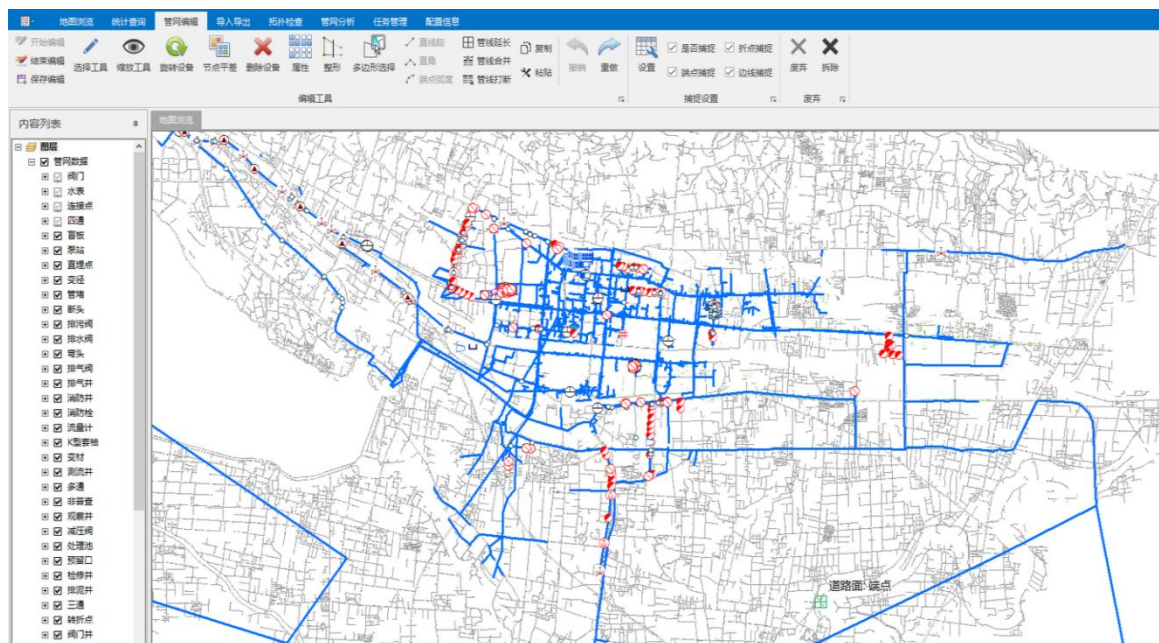 地图浏览 统计查询 管网编辑 导入导出 拓扑检查 管网分析 任务管理 配置信息
开始编辑
结束编辑
保存编辑
选择工具 缩放工具 旋转设备 节点平差 删除设备 属性 整形 多边形选择
直线段
直角
端点弧度
管线延长
管线合并
管线打断
复制
粘贴
撤销 重做 设置
是否捕捉 折点捕捉
端点捕捉 边线捕捉
废弃 拆除
编辑工具 捕捉设置 废弃
内容列表
地图浏览
图层
管网数据
阀门
水表
连接点
四通
盲板
泵站
直埋点
变径
管堵
断头
排污阀
排水阀
弯头
排气阀
排气井
消防井
消防栓
流量计
K型套袖
变材
测流井
多通
非普查
观察井
减压阀
处理池
预留口
检修井
排泥井
三通
转折点
阀门井
道路面: 端点